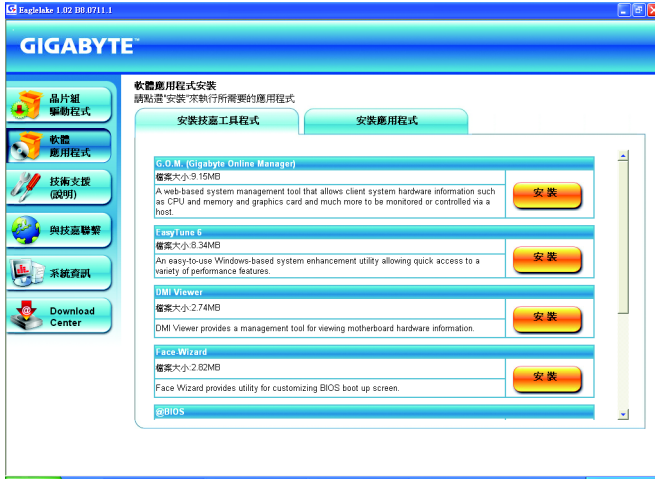 Eaglelake 1.02 B8.0711.1
GIGABYTE™
晶片組
驅動程式
軟體
應用程式
技術支援
(說明)
與技嘉聯繫
系統資訊
Download
Center
軟體應用程式安裝
請點選"安裝"來執行所需要的應用程式
安裝技嘉工具程式
安裝應用程式
G.O.M. (Gigabyte Online Manager)
檔案大小:9.15MB
A web-based system management tool that allows client system hardware information such
as CPU and memory and graphics card and much more to be monitored or controlled via a
host.
安裝
EasyTune 6
檔案大小:8.34MB
An easy-to-use Windows-based system enhancement utility allowing quick access to a
variety of performance features.
安裝
DMI Viewer
檔案大小:2.74MB
DMI Viewer provides a management tool for viewing motherboard hardware information.
安裝
Face-Wizard
檔案大小:2.82MB
Face Wizard provides utility for customizing BIOS boot up screen.
安裝
@BIOS